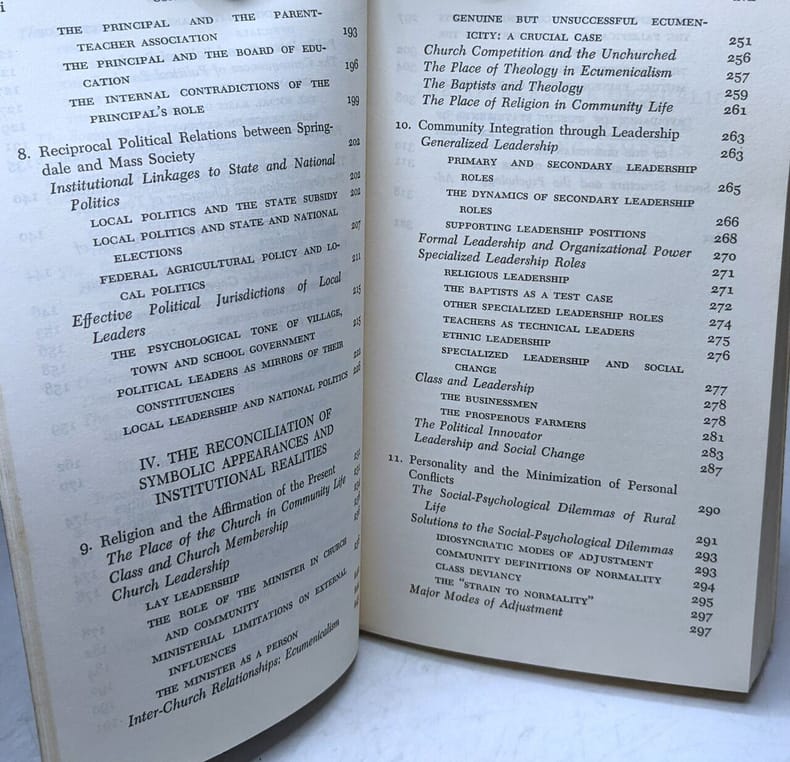 THE PRINCIPAL AND THE PARENT-
TEACHER ASSOCIATION 193
THE PRINCIPAL AND THE BOARD OF EDU-
CATION 196
THE INTERNAL CONTRADICTIONS OF THE
PRINCIPAL'S ROLE 199
8. Reciprocal Political Relations between Spring-
dale and Mass Society 202
Institutional Linkages to State and National
Politics 202
LOCAL POLITICS AND THE STATE SUBSIDY 202
LOCAL POLITICS AND STATE AND NATIONAL
ELECTIONS 207
FEDERAL AGRICULTURAL POLICY AND LO-
CAL POLITICS 211
Effective Political Jurisdictions of Local
Leaders 215
THE PSYCHOLOGICAL TONE OF VILLAGE,
TOWN AND SCHOOL GOVERNMENT 215
POLITICAL LEADERS AS MIRRORS OF THEIR
CONSTITUENCIES
LOCAL LEADERSHIP AND NATIONAL POLITICS
IV. THE RECONCILIATION OF
SYMBOLIC APPEARANCES AND
INSTITUTIONAL REALITIES
9. Religion and the Affirmation of the Present
The Place of the Church in Community Life
Class and Church Membership
Church Leadership
LAY LEADERSHIP
THE ROLE OF THE MINISTER IN CHURCH
AND COMMUNITY
MINISTERIAL LIMITATIONS ON EXTERNAL
INFLUENCES
THE MINISTER AS A PERSON
Inter-Church Relationships: Ecumenicalism
GENUINE BUT UNSUCCESSFUL ECUMEN-
ICITY: A CRUCIAL CASE 251
Church Competition and the Unchurched 256
The Place of Theology in Ecumenicalism 257
The Baptists and Theology 259
The Place of Religion in Community Life 261
10. Community Integration through Leadership 263
Generalized Leadership 263
PRIMARY AND SECONDARY LEADERSHIP
ROLES 265
THE DYNAMICS OF SECONDARY LEADERSHIP
ROLES 266
SUPPORTING LEADERSHIP POSITIONS 268
Formal Leadership and Organizational Power 270
Specialized Leadership Roles 271
RELIGIOUS LEADERSHIP 271
THE BAPTISTS AS A TEST CASE 272
OTHER SPECIALIZED LEADERSHIP ROLES 274
TEACHERS AS TECHNICAL LEADERS 275
ETHNIC LEADERSHIP 276
SPECIALIZED LEADERSHIP AND SOCIAL
CHANGE 277
Class and Leadership 278
THE BUSINESSMEN 278
THE PROSPEROUS FARMERS 281
The Political Innovator 283
Leadership and Social Change 287
11. Personality and the Minimization of Personal
Conflicts 290
The Social-Psychological Dilemmas of Rural
Life 291
Solutions to the Social-Psychological Dilemmas 293
IDIOSYNCRATIC MODES OF ADJUSTMENT 293
COMMUNITY DEFINITIONS OF NORMALITY 294
CLASS DEVIANCY 295
THE "STRAIN TO NORMALITY" 297
Major Modes of Adjustment 297